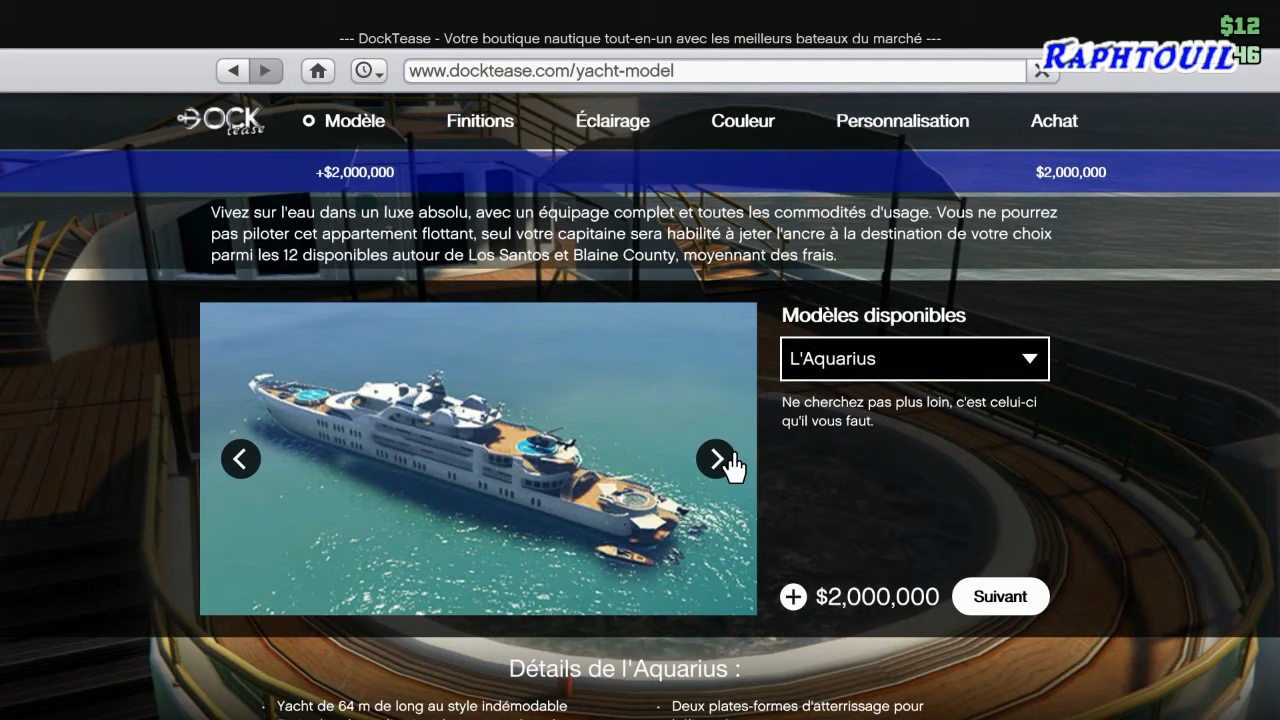 $12
--- DockTease - Votre boutique nautique tout-en-un avec les meilleurs bateaux du marché ---
RAPHTOUIL
46
www.docktease.com/yacht-model
DOCK
tease
Modèle
Finitions
Éclairage
Couleur
Personnalisation
Achat
+$2,000,000
$2,000,000
Vivez sur l'eau dans un luxe absolu, avec un équipage complet et toutes les commodités d'usage. Vous ne pourrez
pas piloter cet appartement flottant, seul votre capitaine sera habilité à jeter l'ancre à la destination de votre choix
parmi les 12 disponibles autour de Los Santos et Blaine County, moyennant des frais.
Modèles disponibles
L'Aquarius
Ne cherchez pas plus loin, c'est celui-ci
qu'il vous faut.
$2,000,000
Suivant
Détails de l'Aquarius :
· Yacht de 64 m de long au style indémodable
· Deux plates-formes d'atterrissage pour